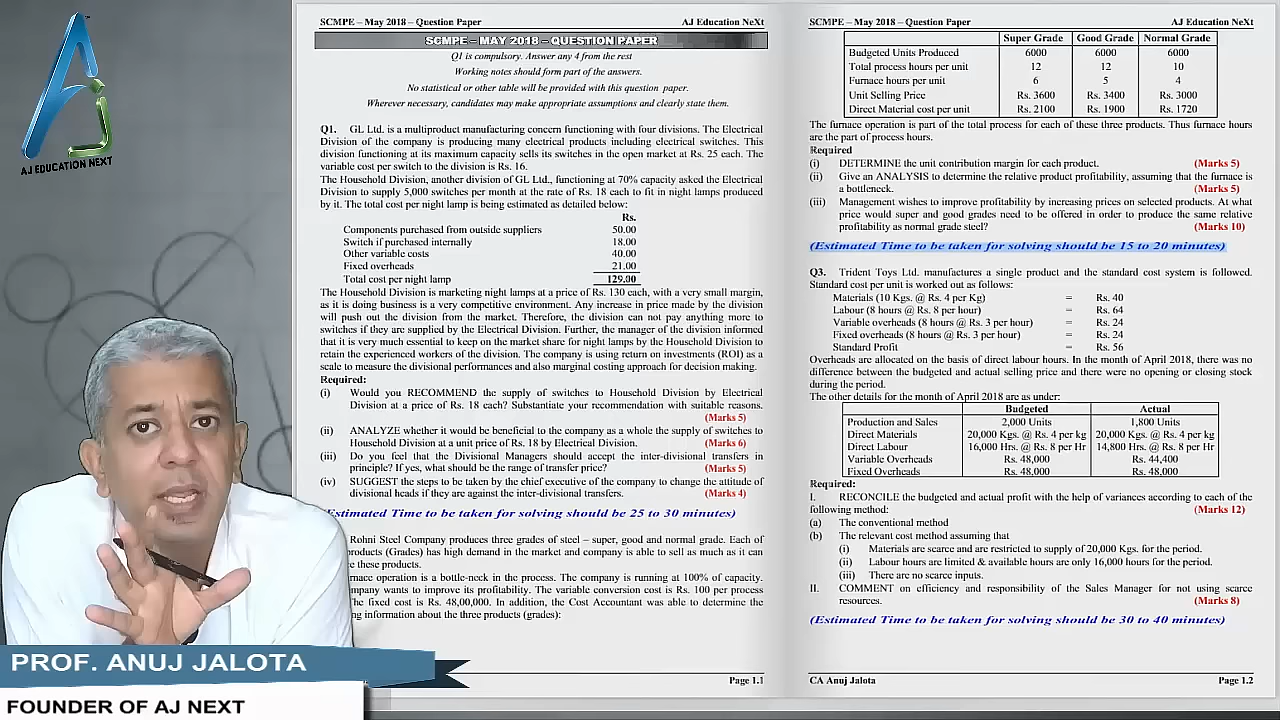 AJ
AJ EDUCATION NEXT
SCMPE – May 2018 – Question Paper AJ Education NeXt
SCMPE – MAY 2018 – QUESTION PAPER
Q1 is compulsory. Answer any 4 from the rest
Working notes should form part of the answers.
No statistical or other table will be provided with this question paper.
Wherever necessary, candidates may make appropriate assumptions and clearly state them.
Q1. GL Ltd. is a multiproduct manufacturing concern functioning with four divisions. The Electrical
Division of the company is producing many electrical products including electrical switches. This
division functioning at its maximum capacity sells its switches in the open market at Rs. 25 each. The
variable cost per switch to the division is Rs. 16.
The Household Division, another division of GL Ltd., functioning at 70% capacity asked the Electrical
Division to supply 5,000 switches per month at the rate of Rs. 18 each to fit in night lamps produced
by it. The total cost per night lamp is being estimated as detailed below:
Rs.
Components purchased from outside suppliers 50.00
Switch if purchased internally 18.00
Other variable costs 40.00
Fixed overheads 21.00
Total cost per night lamp 129.00
The Household Division is marketing night lamps at a price of Rs. 130 each, with a very small margin,
as it is doing business in a very competitive environment. Any increase in price made by the division
will push out the division from the market. Therefore, the division can not pay anything more to
switches if they are supplied by the Electrical Division. Further, the manager of the division informed
that it is very much essential to keep on the market share for night lamps by the Household Division to
retain the experienced workers of the division. The company is using return on investments (ROI) as a
scale to measure the divisional performances and also marginal costing approach for decision making.
Required:
(i) Would you RECOMMEND the supply of switches to Household Division by Electrical
Division at a price of Rs. 18 each? Substantiate your recommendation with suitable reasons.
(Marks 5)
(ii) ANALYZE whether it would be beneficial to the company as a whole the supply of switches to
Household Division at a unit price of Rs. 18 by Electrical Division. (Marks 6)
(iii) Do you feel that the Divisional Managers should accept the inter-divisional transfers in
principle? If yes, what should be the range of transfer price? (Marks 5)
(iv) SUGGEST the steps to be taken by the chief executive of the company to change the attitude of
divisional heads if they are against the inter-divisional transfers. (Marks 4)
Estimated Time to be taken for solving should be 25 to 30 minutes)
Rohni Steel Company produces three grades of steel – super, good and normal grade. Each of
products (Grades) has high demand in the market and company is able to sell as much as it can
e these products.
nace operation is a bottle-neck in the process. The company is running at 100% of capacity.
mpany wants to improve its profitability. The variable conversion cost is Rs. 100 per process
he fixed cost is Rs. 48,00,000. In addition, the Cost Accountant was able to determine the
ng information about the three products (grades):
Page 1.1
SCMPE – May 2018 – Question Paper AJ Education NeXt
Super Grade Good Grade Normal Grade
Budgeted Units Produced 6000 6000 6000
Total process hours per unit 12 12 10
Furnace hours per unit 6 5 4
Unit Selling Price Rs. 3600 Rs. 3400 Rs. 3000
Direct Material cost per unit Rs. 2100 Rs. 1900 Rs. 1720
The furnace operation is part of the total process for each of these three products. Thus furnace hours
are the part of process hours.
Required
(i) DETERMINE the unit contribution margin for each product. (Marks 5)
(ii) Give an ANALYSIS to determine the relative product profitability, assuming that the furnace is
a bottleneck. (Marks 5)
(iii) Management wishes to improve profitability by increasing prices on selected products. At what
price would super and good grades need to be offered in order to produce the same relative
profitability as normal grade steel? (Marks 10)
(Estimated Time to be taken for solving should be 15 to 20 minutes)
Q3. Trident Toys Ltd. manufactures a single product and the standard cost system is followed.
Standard cost per unit is worked out as follows:
Materials (10 Kgs. @ Rs. 4 per Kg) = Rs. 40
Labour (8 hours @ Rs. 8 per hour) = Rs. 64
Variable overheads (8 hours @ Rs. 3 per hour) = Rs. 24
Fixed overheads (8 hours @ Rs. 3 per hour) = Rs. 24
Standard Profit = Rs. 56
Overheads are allocated on the basis of direct labour hours. In the month of April 2018, there was no
difference between the budgeted and actual selling price and there were no opening or closing stock
during the period.
The other details for the month of April 2018 are as under:
Budgeted Actual
Production and Sales 2,000 Units 1,800 Units
Direct Materials 20,000 Kgs. @ Rs. 4 per kg 20,000 Kgs. @ Rs. 4 per kg
Direct Labour 16,000 Hrs. @ Rs. 8 per Hr 14,800 Hrs. @ Rs. 8 per Hr
Variable Overheads Rs. 48,000 Rs. 44,400
Fixed Overheads Rs. 48,000 Rs. 48,000
Required:
I. RECONCILE the budgeted and actual profit with the help of variances according to each of the
following method: (Marks 12)
(a) The conventional method
(b) The relevant cost method assuming that
(i) Materials are scarce and are restricted to supply of 20,000 Kgs. for the period.
(ii) Labour hours are limited & available hours are only 16,000 hours for the period.
(iii) There are no scarce inputs.
II. COMMENT on efficiency and responsibility of the Sales Manager for not using scarce
resources. (Marks 8)
(Estimated Time to be taken for solving should be 30 to 40 minutes)
CA Anuj Jalota Page 1.2
PROF. ANUJ JALOTA
FOUNDER OF AJ NEXT